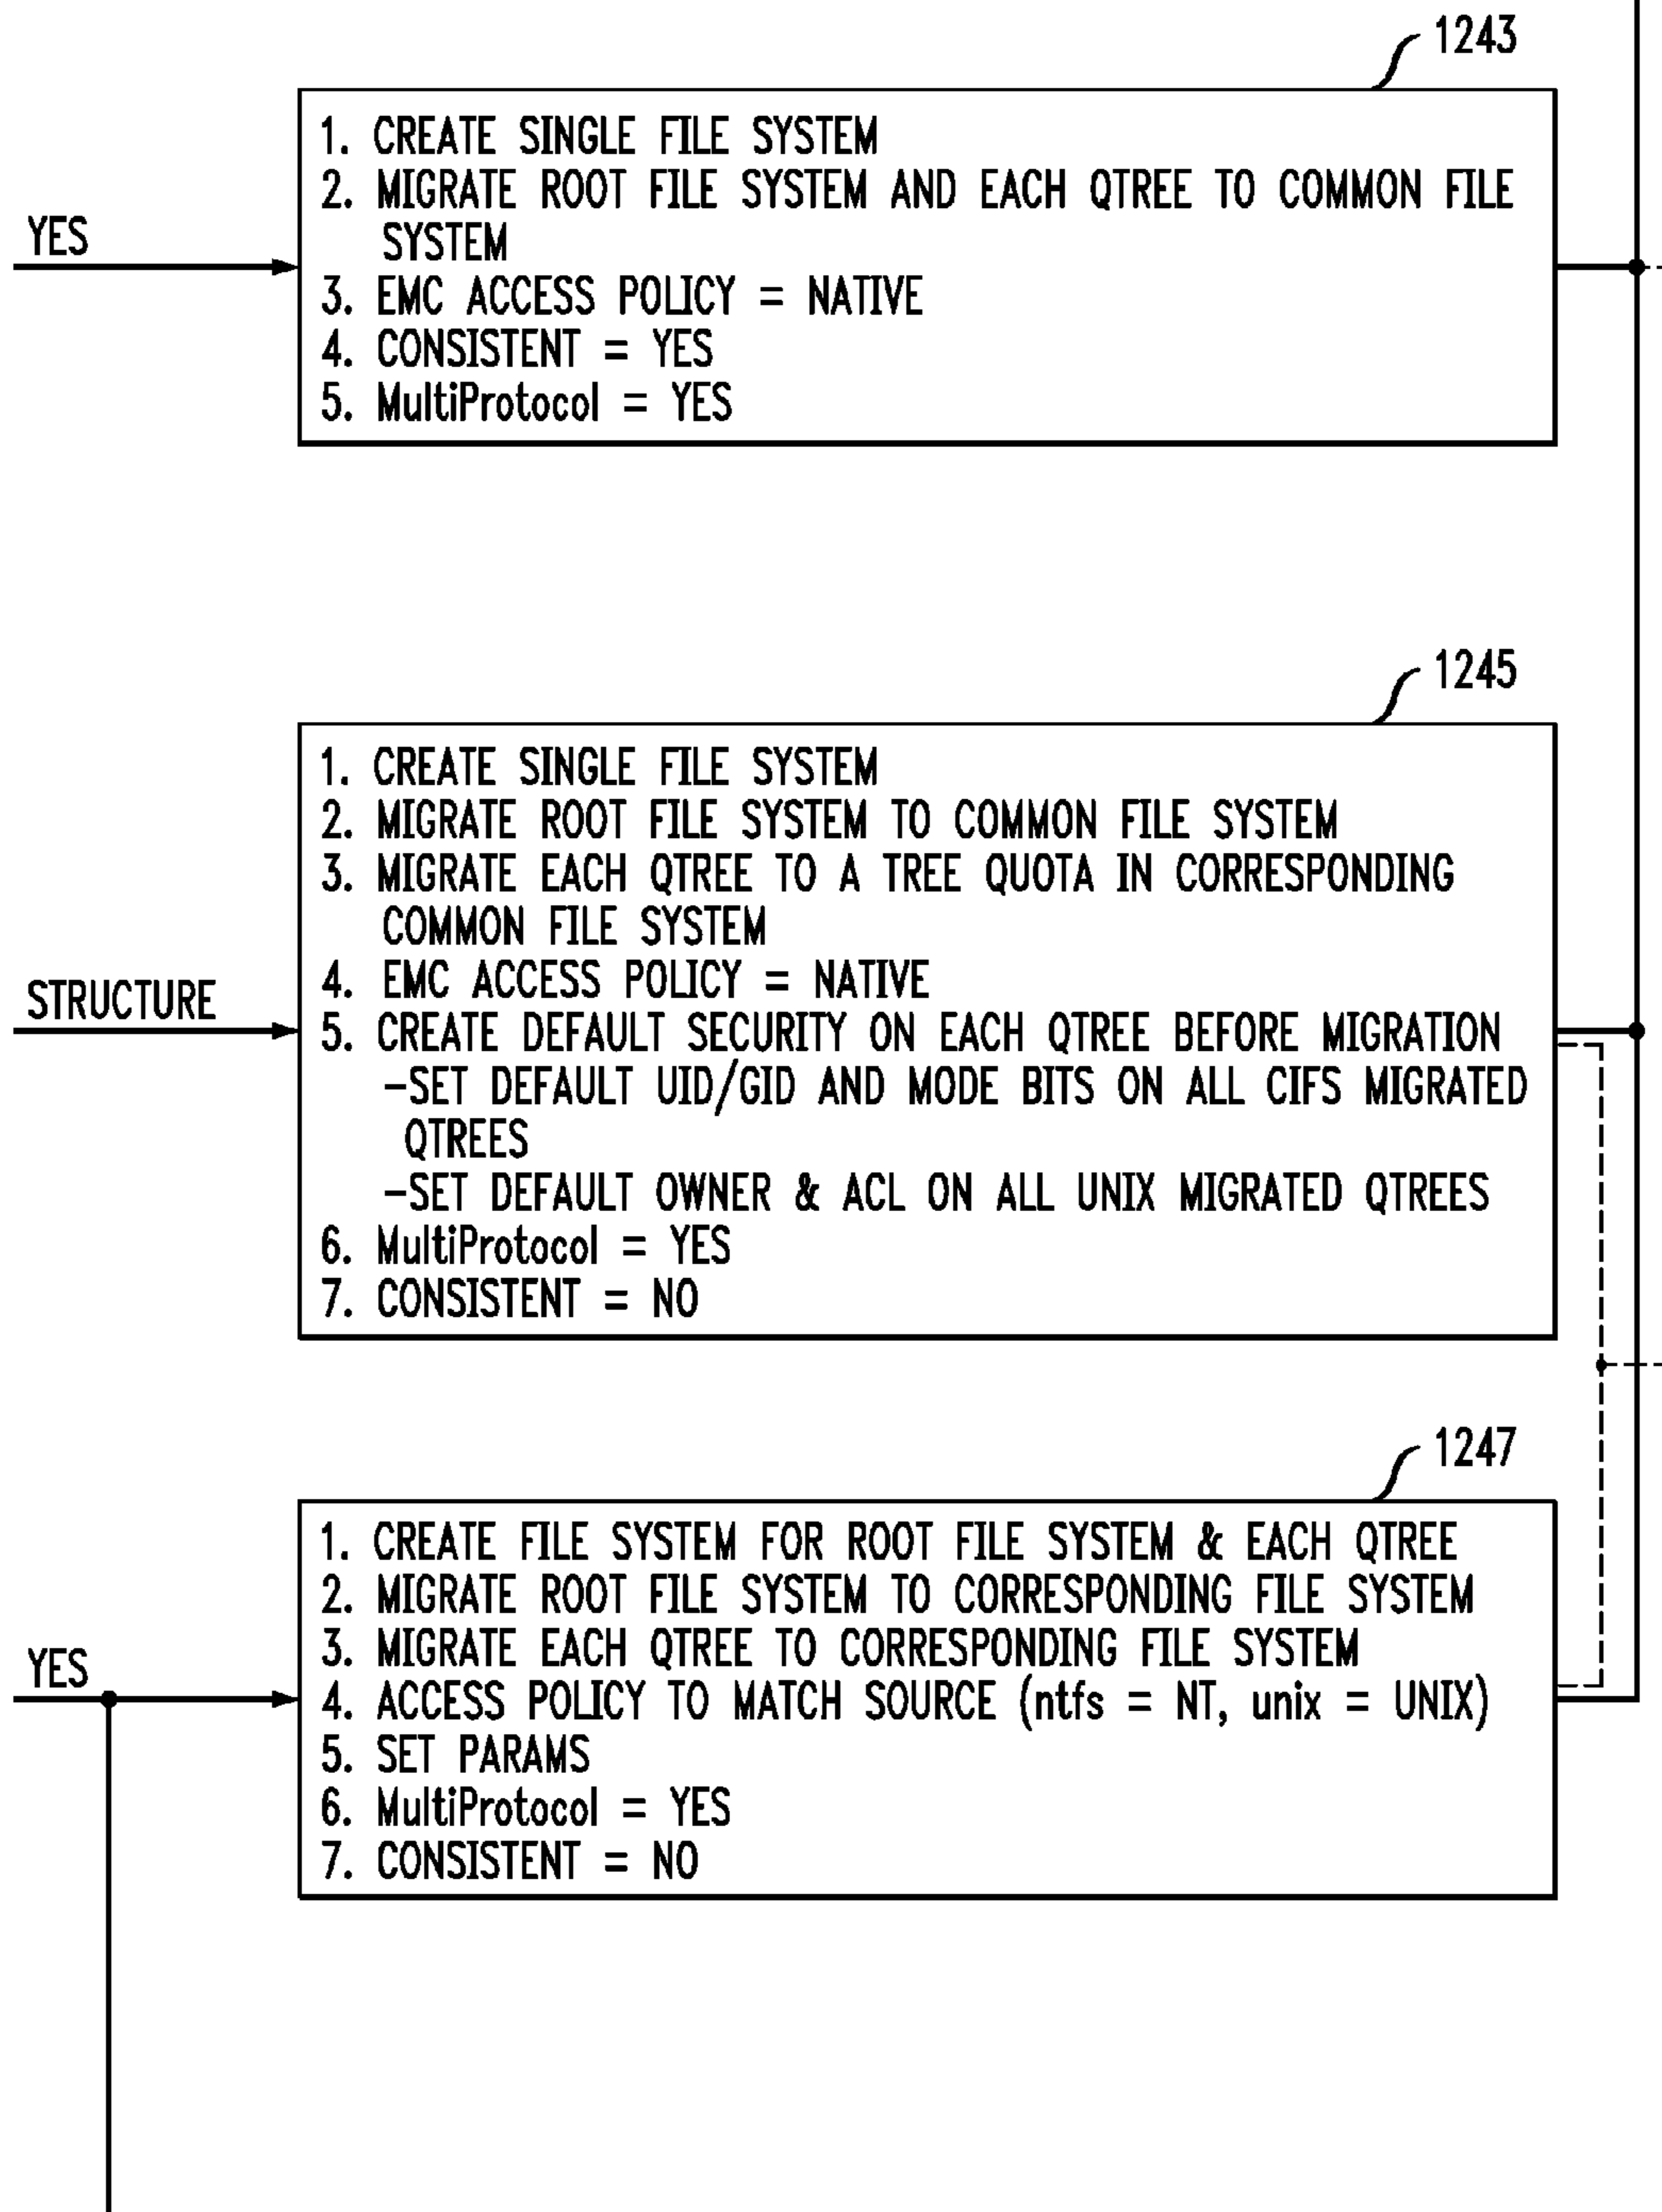 1243
1. CREATE SINGLE FILE SYSTEM
2. MIGRATE ROOT FILE SYSTEM AND EACH QTREE TO COMMON FILE
SYSTEM
YES
3. EMC ACCESS POLICY = NATIVE
4. CONSISTENT = YES
5. MultiProtocol = YES
1245
1. CREATE SINGLE FILE SYSTEM
2. MIGRATE ROOT FILE SYSTEM TO COMMON FILE SYSTEM
3. MIGRATE EACH QTREE TO A TREE QUOTA IN CORRESPONDING
COMMON FILE SYSTEM
4. EMC ACCESS POLICY = NATIVE
STRUCTURE
5. CREATE DEFAULT SECURITY ON EACH QTREE BEFORE MIGRATION
-SET DEFAULT UID/GID AND MODE BITS ON ALL CIFS MIGRATED
QTREES
-SET DEFAULT OWNER & ACL ON ALL UNIX MIGRATED QTREES
6. MultiProtocol = YES
7. CONSISTENT = NO
1247
1. CREATE FILE SYSTEM FOR ROOT FILE SYSTEM & EACH QTREE
2. MIGRATE ROOT FILE SYSTEM TO CORRESPONDING FILE SYSTEM
3. MIGRATE EACH QTREE TO CORRESPONDING FILE SYSTEM
YES
4. ACCESS POLICY TO MATCH SOURCE (ntfs = NT, unix = UNIX)
5. SET PARAMS
6. MultiProtocol = YES
7. CONSISTENT = NO